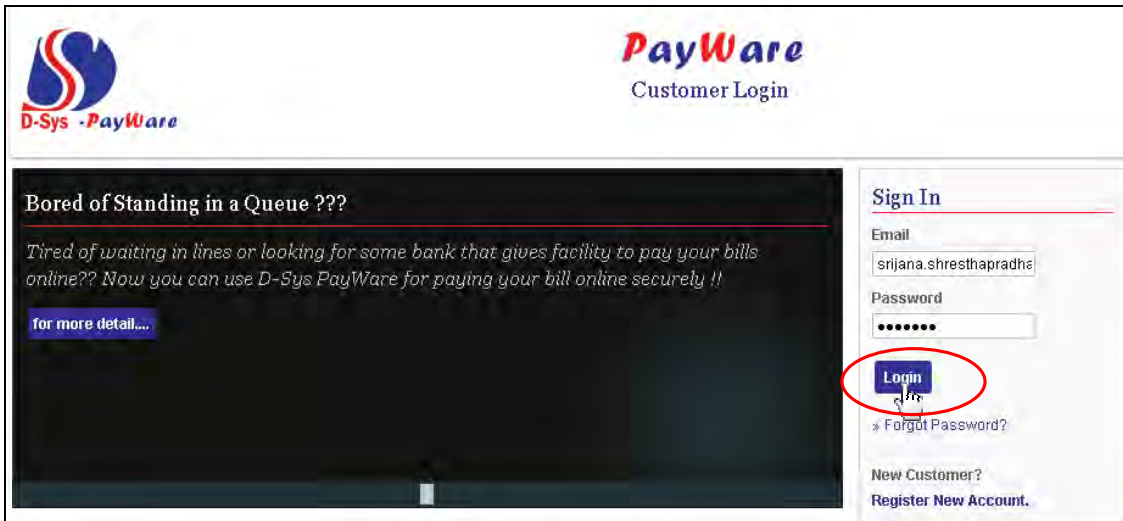 D-Sys -PayWare
PayWare
Customer Login
Bored of Standing in a Queue ???
Tired of waiting in lines or looking for some bank that gives facility to pay your bills
online?? Now you can use D-Sys PayWare for paying your bill online securely !!
for more detail....
Sign In
Email
srijana.shresthapradha
Password
•••••••
Login
» Forgot Password?
New Customer?
Register New Account.